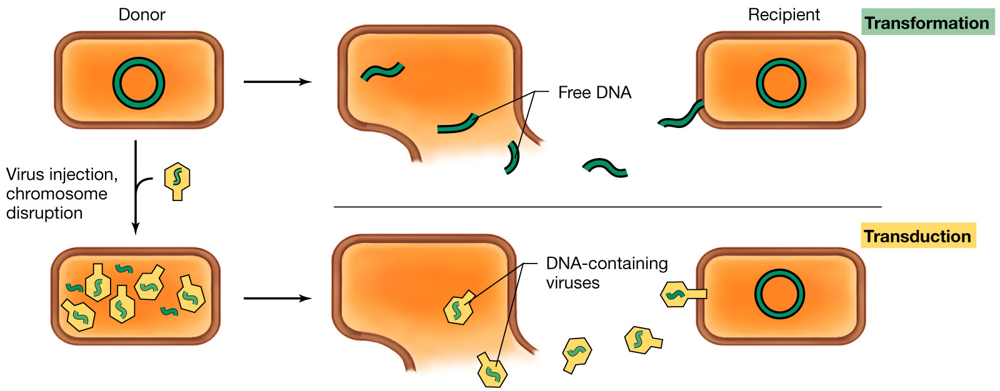 Donor
Recipient
Transformation
Free DNA
Virus injection,
chromosome
disruption
Transduction
DNA-containing
viruses